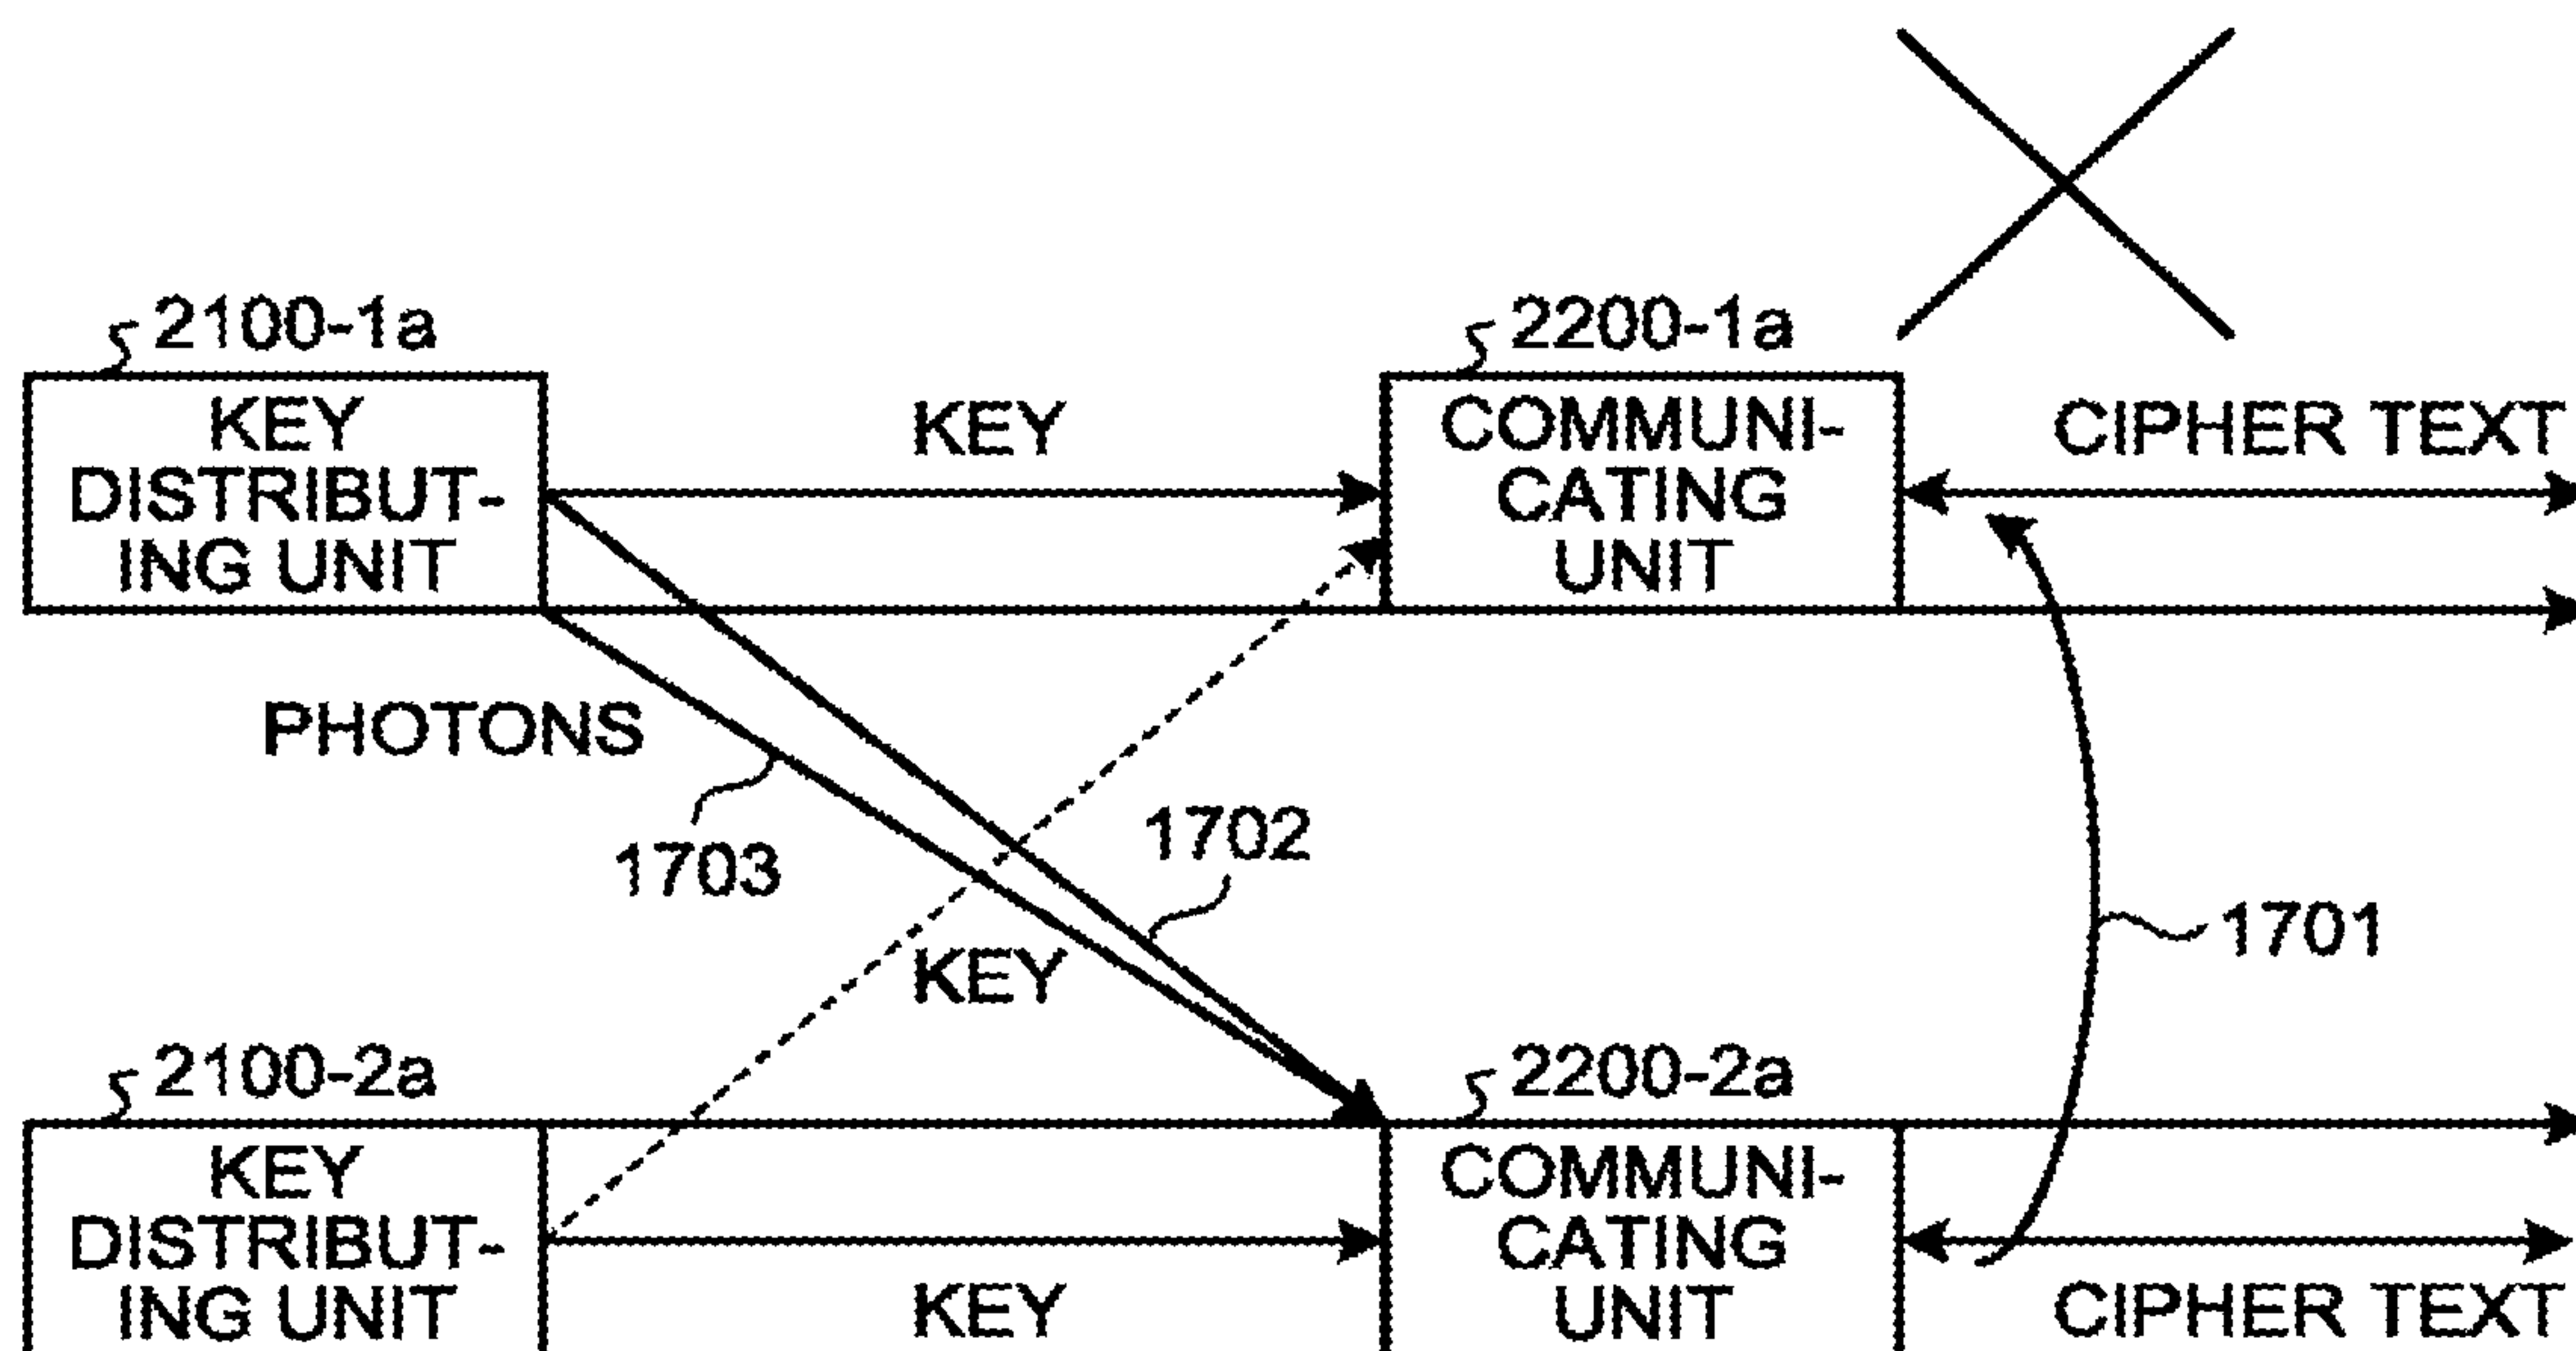 2100-1a
2200-1a
KEY
DISTRIBUT-
ING UNIT
KEY
COMMUNI-
CATING
UNIT
CIPHER TEXT
PHOTONS
1703
1702
1701
KEY
2100-2a
2200-2a
KEY
DISTRIBUT-
ING UNIT
KEY
COMMUNI-
CATING
UNIT
CIPHER TEXT